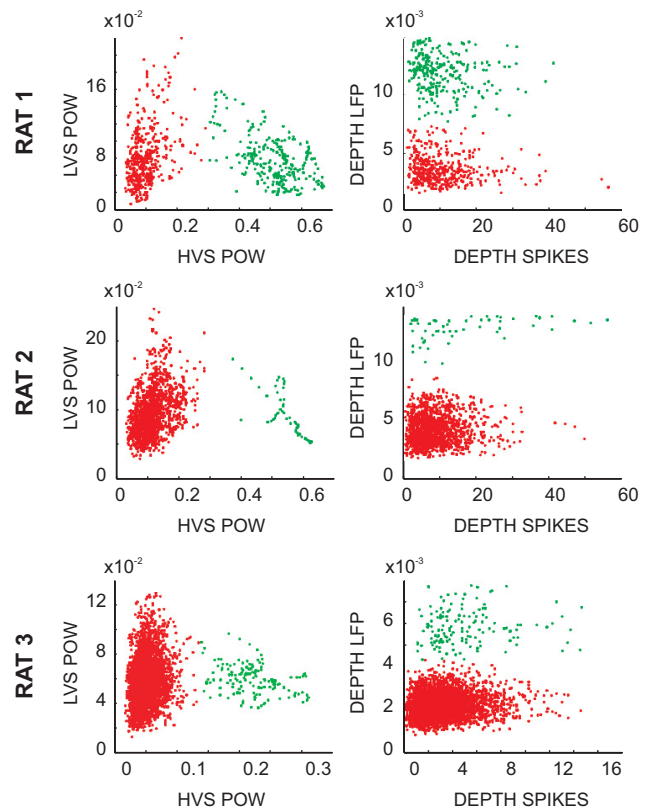 x10-2
x10-3
RAT 1
LVS POW
16
8
0
0 0.2 0.4 0.6
HVS POW
DEPTH LFP
10
5
0
0 20 40 60
DEPTH SPIKES
x10-2
x10-3
RAT 2
LVS POW
20
10
0
0 0.2 0.4 0.6
HVS POW
DEPTH LFP
10
5
0
0 20 40 60
DEPTH SPIKES
x10-2
x10-3
RAT 3
LVS POW
12
8
4
0
0 0.1 0.1 0.2 0.2 0.3
HVS POW
DEPTH LFP
6
4
2
0
0 4 8 12 16
DEPTH SPIKES